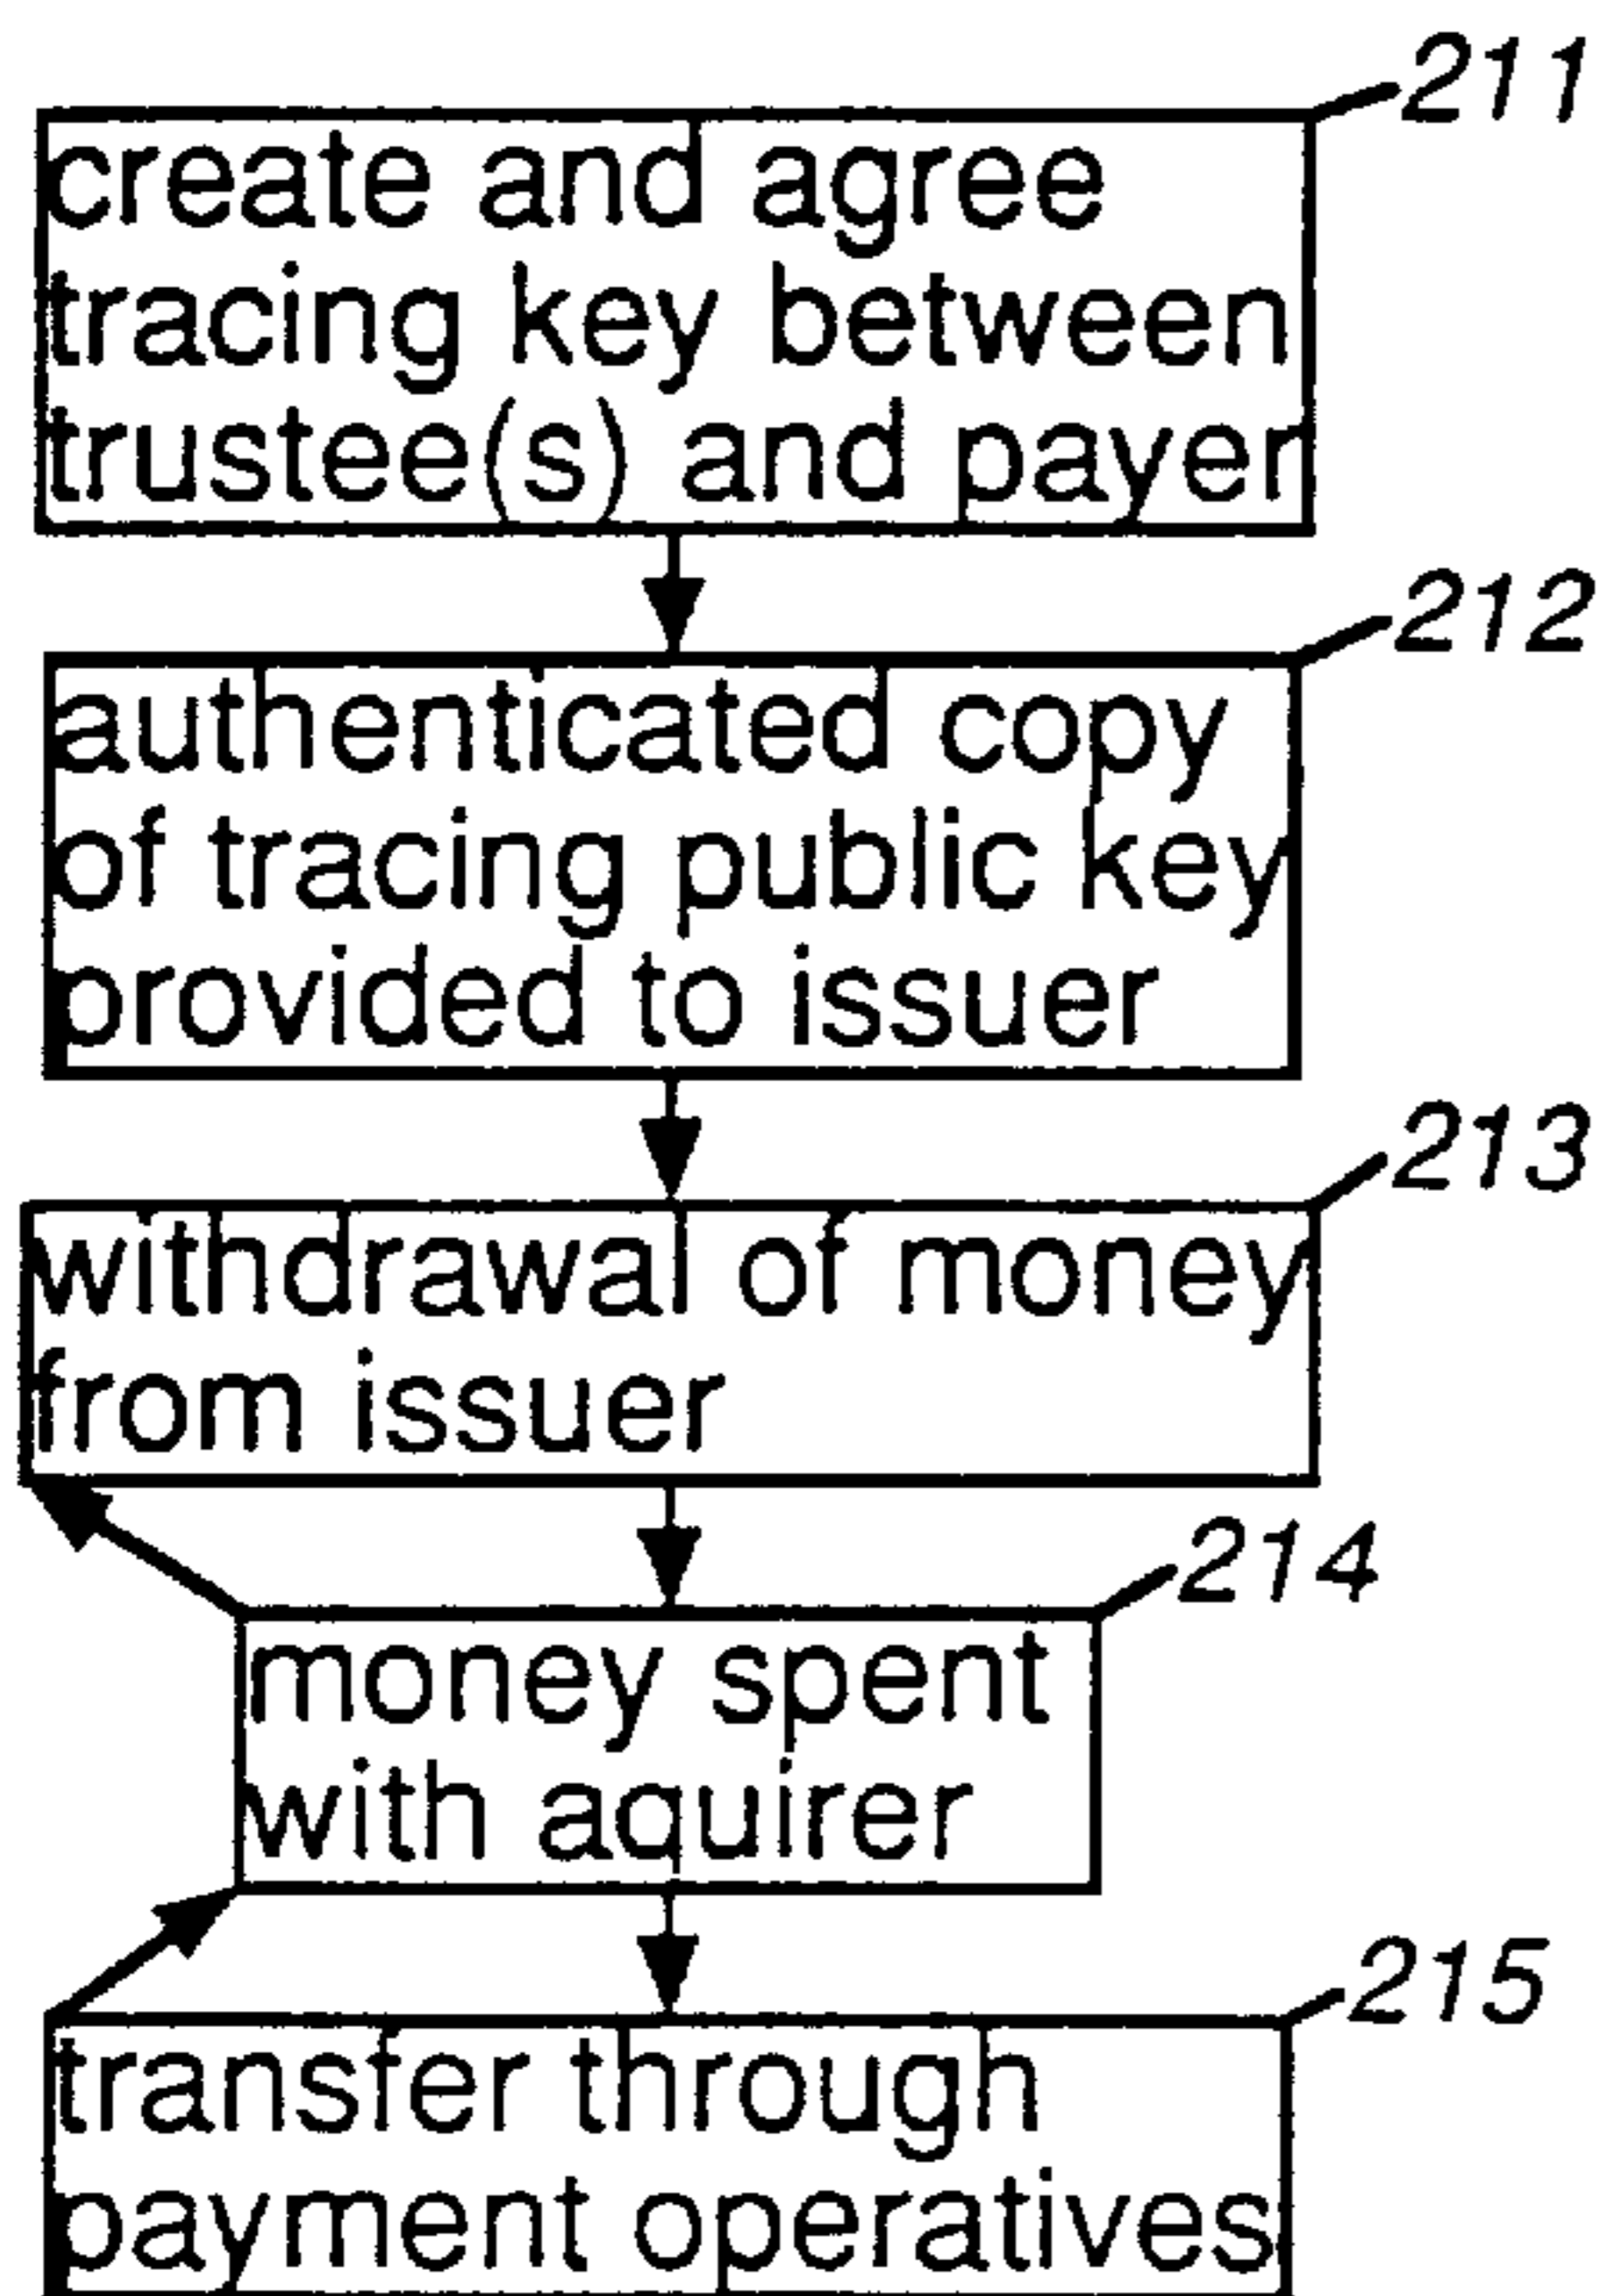 211
create and agree
tracing key between
trustee(s) and payer
212
authenticated copy
of tracing public key
provided to issuer
213
withdrawal of money
from issuer
214
money spent
with aquirer
215
transfer through
payment operatives